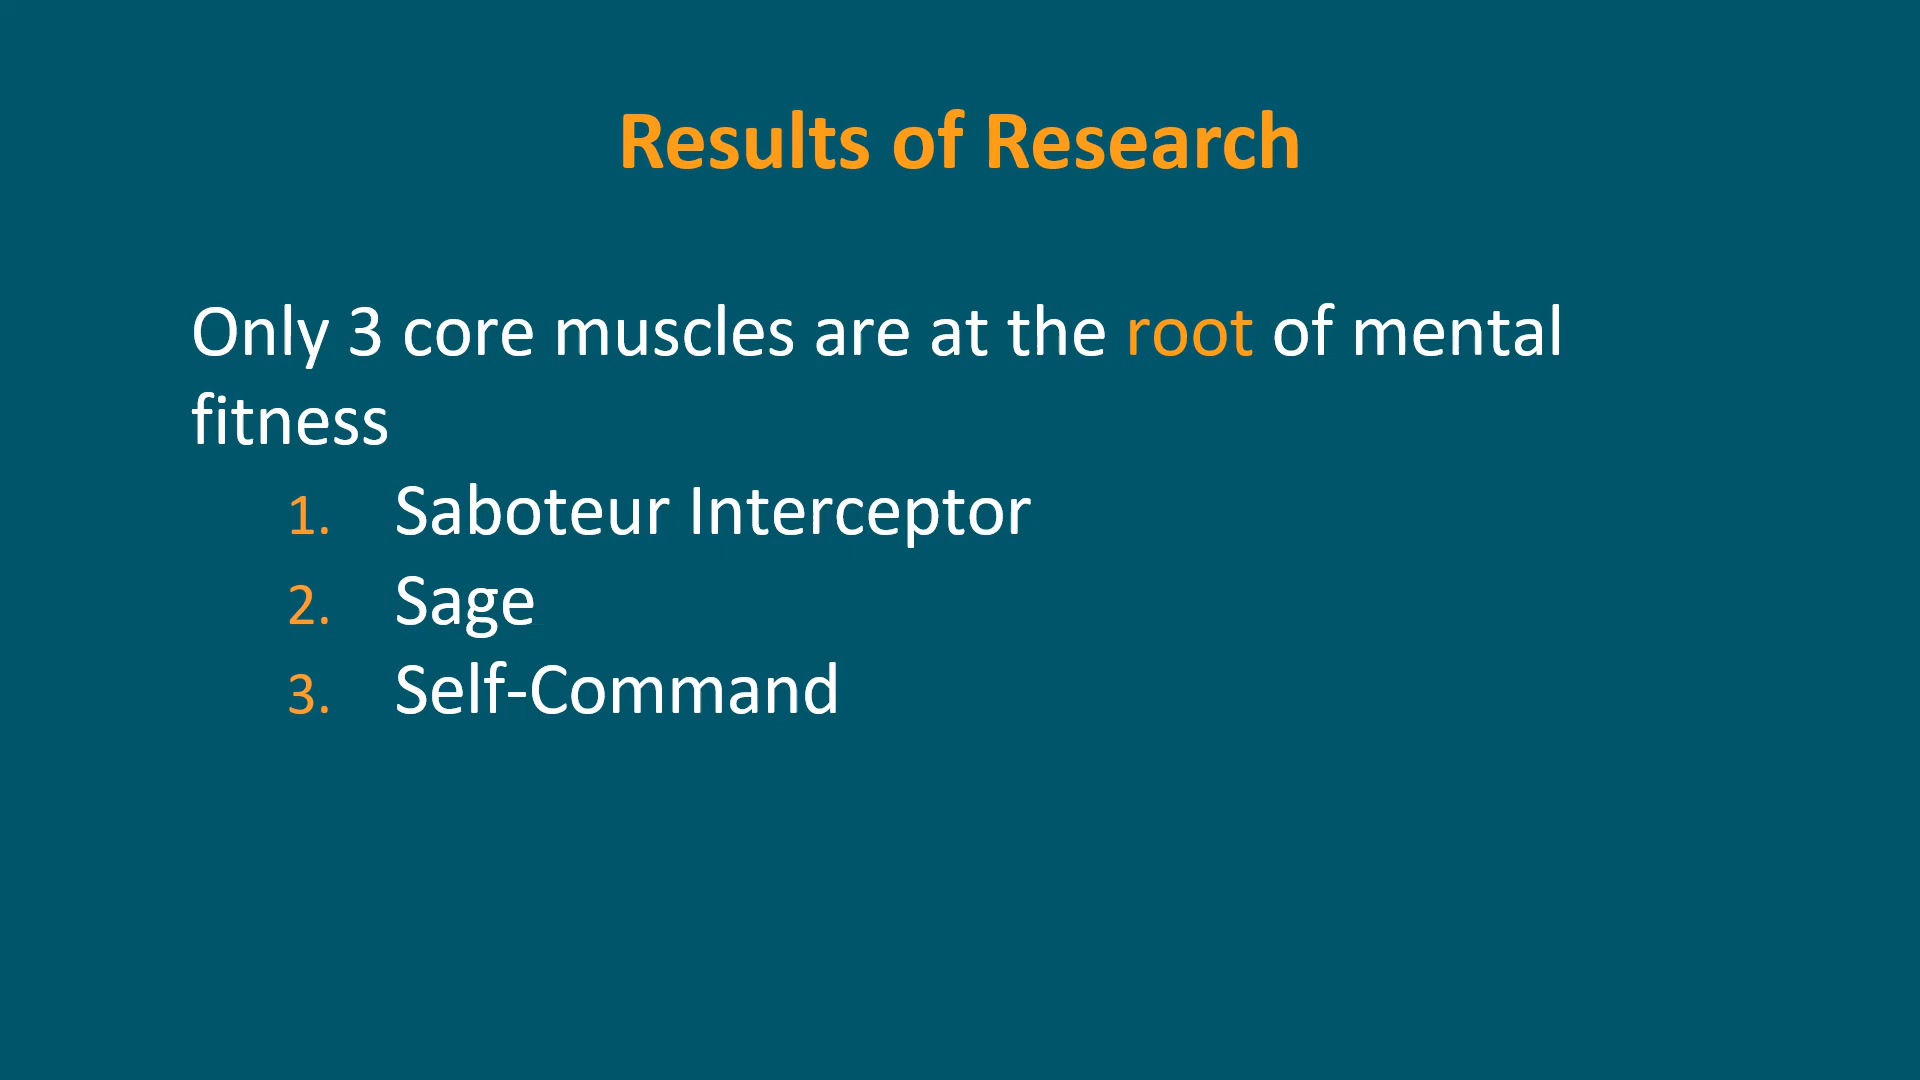 Results of Research
Only 3 core muscles are at the root of mental
fitness
1. Saboteur Interceptor
2. Sage
3. Self-Command